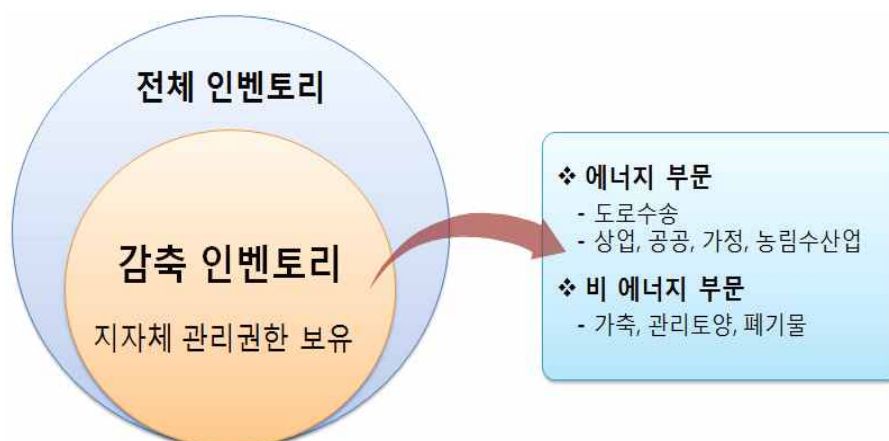 전체 인벤토리
감축 인벤토리
지자체 관리권한 보유
❖ 에너지 부문
- 도로수송
- 상업, 공공, 가정, 농림수산업
❖ 비 에너지 부문
- 가축, 관리토양, 폐기물